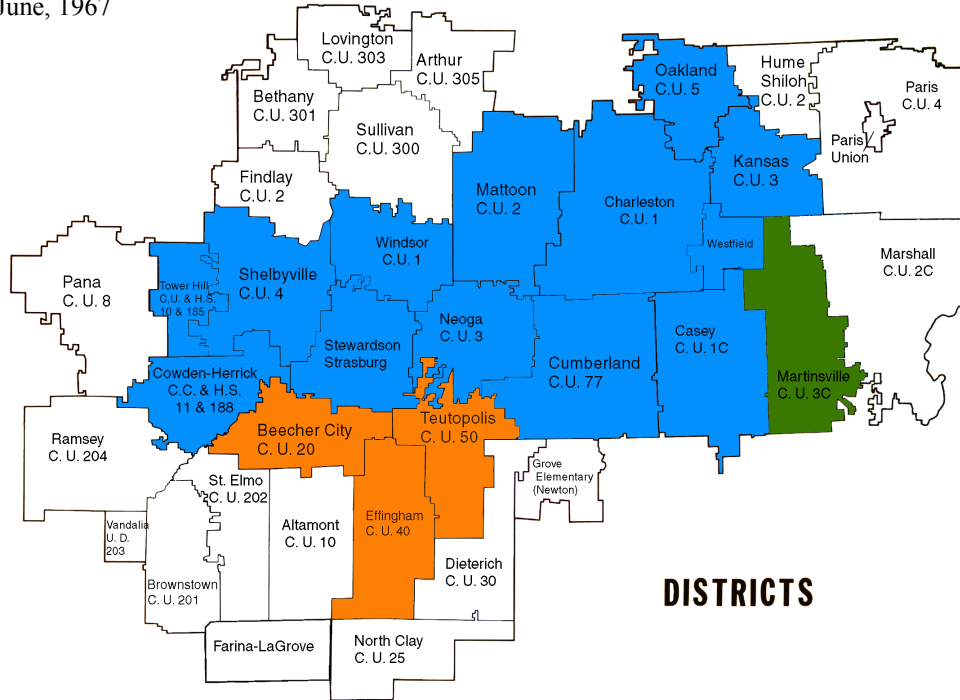 June, 1967
Lovington
C.U. 303
Arthur
C.U. 305
Bethany
C.U. 301
Sullivan
C.U. 300
Findlay
C.U. 2
Oakland
C.U. 5
Hume
Shiloh
C.U. 2
Paris
C.U. 4
Paris
Union
Kansas
C.U. 3
Mattoon
C.U. 2
Charleston
C.U. 1
Westfield
Windsor
C.U. 1
Marshall
C.U. 2C
Pana
C. U. 8
Tower Hill
C.U. & H.S.
10 & 185
Shelbyville
C.U. 4
Neoga
C.U. 3
Stewardson
Strasburg
Casey
C.U. 1C
Cumberland
C.U. 77
Martinsville
C.U. 3C
Cowden-Herrick
C.C. & H.S.
11 & 188
Beecher City
C. U. 20
Teutopolis
C. U. 50
Ramsey
C.U. 204
St. Elmo
C. U. 202
Grove
Elementary
(Newton)
Vandalia
U. D.
203
Altamont
C. U. 10
Effingham
C. U. 40
Dieterich
C. U. 30
Brownstown
C. U. 201
DISTRICTS
Farina-LaGrove
North Clay
C. U. 25